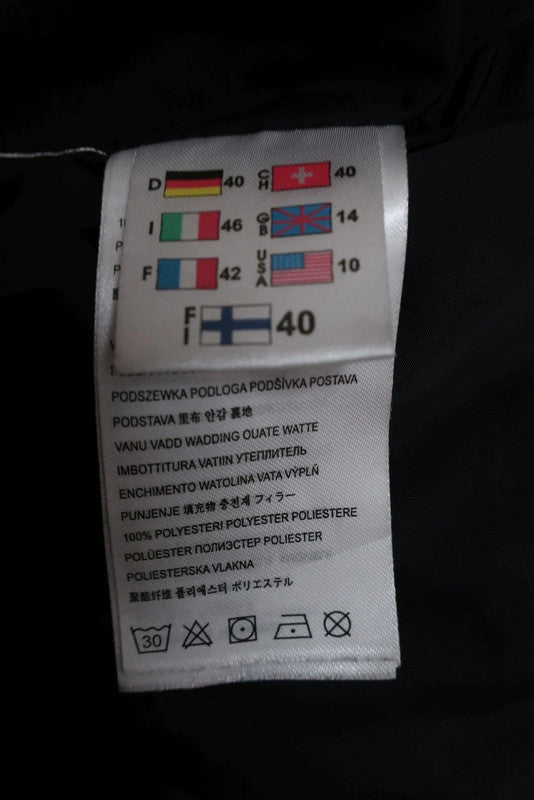 D 40 CH 40
I 46 GB 14
F 42 USA 10
FI 40
PODSZEWKA PODLOGA PODŠÍVKA POSTAVA
PODSTAVA 里布 안감 裏地
VANU VADD WADDING OUATE WATTE
IMBOTTITURA VATIIN УТЕПЛИТЕЛЬ
ENCHIMENTO WATOLINA VATA VÝPLŇ
PUNJENJE 填充物 충전재 フィラー
100% POLYESTERI POLYESTER POLIESTERE
POLÜESTER ПОЛИЭСТЕР POLIESTER
POLIESTERSKA VLAKNA
聚酯纤维 폴리에스터 ポリエステル
30